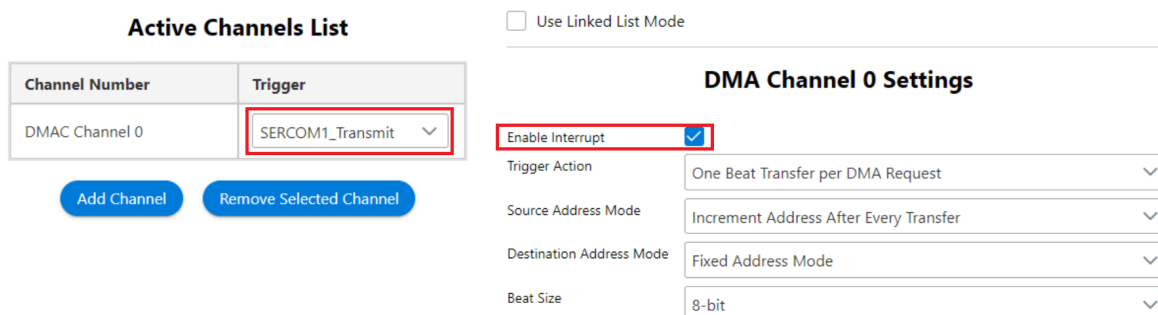 Active Channels List
Channel Number Trigger
DMAC Channel 0 SERCOM1_Transmit
Add Channel Remove Selected Channel
Use Linked List Mode
DMA Channel 0 Settings
Enable Interrupt
Trigger Action One Beat Transfer per DMA Request
Source Address Mode Increment Address After Every Transfer
Destination Address Mode Fixed Address Mode
Beat Size 8-bit